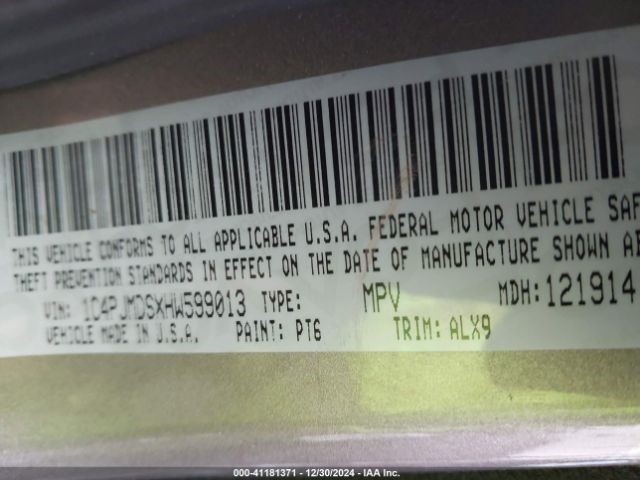 THIS VEHICLE CONFORMS TO ALL APPLICABLE U.S.A. FEDERAL MOTOR VEHICLE SAF
THEFT PREVENTION STANDARDS IN EFFECT ON THE DATE OF MANUFACTURE SHOWN AB
VIN: 1C4PJMDSXHW599013 TYPE: MPV MDH: 121914
VEHICLE MADE IN U.S.A. PAINT: PT6 TRIM: ALX9
000-41181371 - 12/30/2024 - IAA Inc.